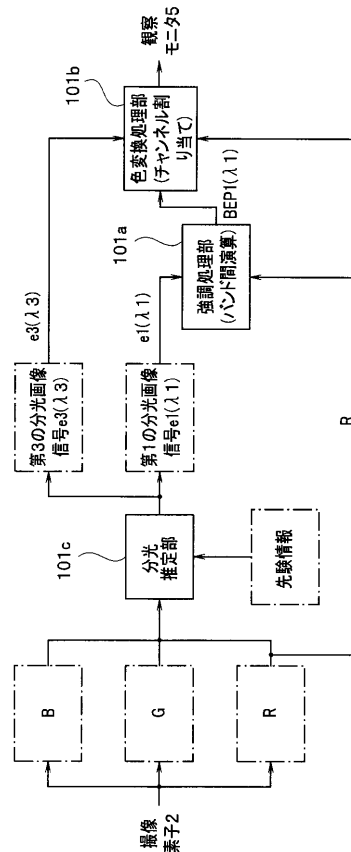 撮像
素子2
B
G
R
101c
分光
推定部
先験情報
第3の分光画像
信号e3(λ3)
第1の分光画像
信号e1(λ1)
e3(λ3)
e1(λ1)
101a
強調処理部
(バンド間演算)
BEP1(λ1)
101b
色変換処理部
(チャンネル割
り当て)
観察
モニタ5
R